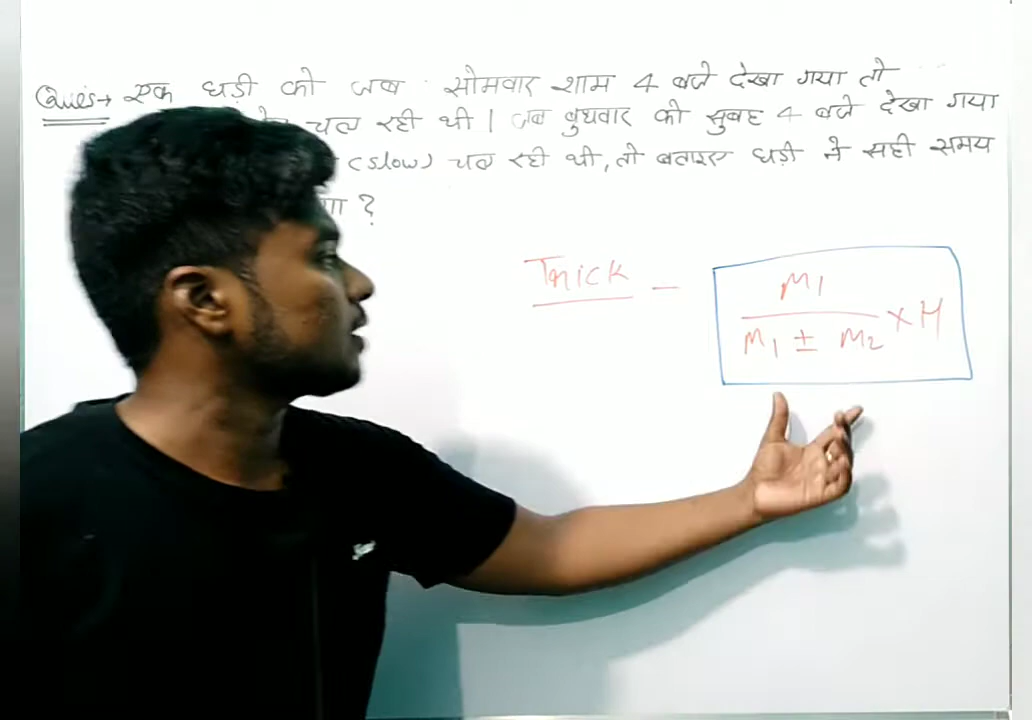 Ques→ एक घड़ी को जब सोमवार शाम 4 बजे देखा गया तो
चल रही थी | जब बुधवार को सुबह 4 बजे देखा गया
(slow) चल रही थी, तो बताइए घड़ी ने सही समय
?
Trick —
M1
M1 ± M2 × H